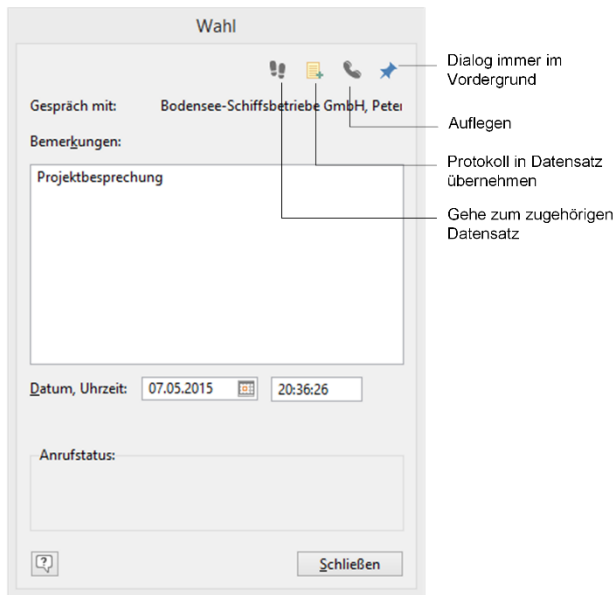 Wahl
Dialog immer im
Vordergrund
Gespräch mit: Bodensee-Schiffsbetriebe GmbH, Peter
Auflegen
Bemerkungen:
Projektbesprechung
Protokoll in Datensatz
übernehmen
Gehe zum zugehörigen
Datensatz
Datum, Uhrzeit: 07.05.2015 20:36:26
Anrufstatus:
Schließen